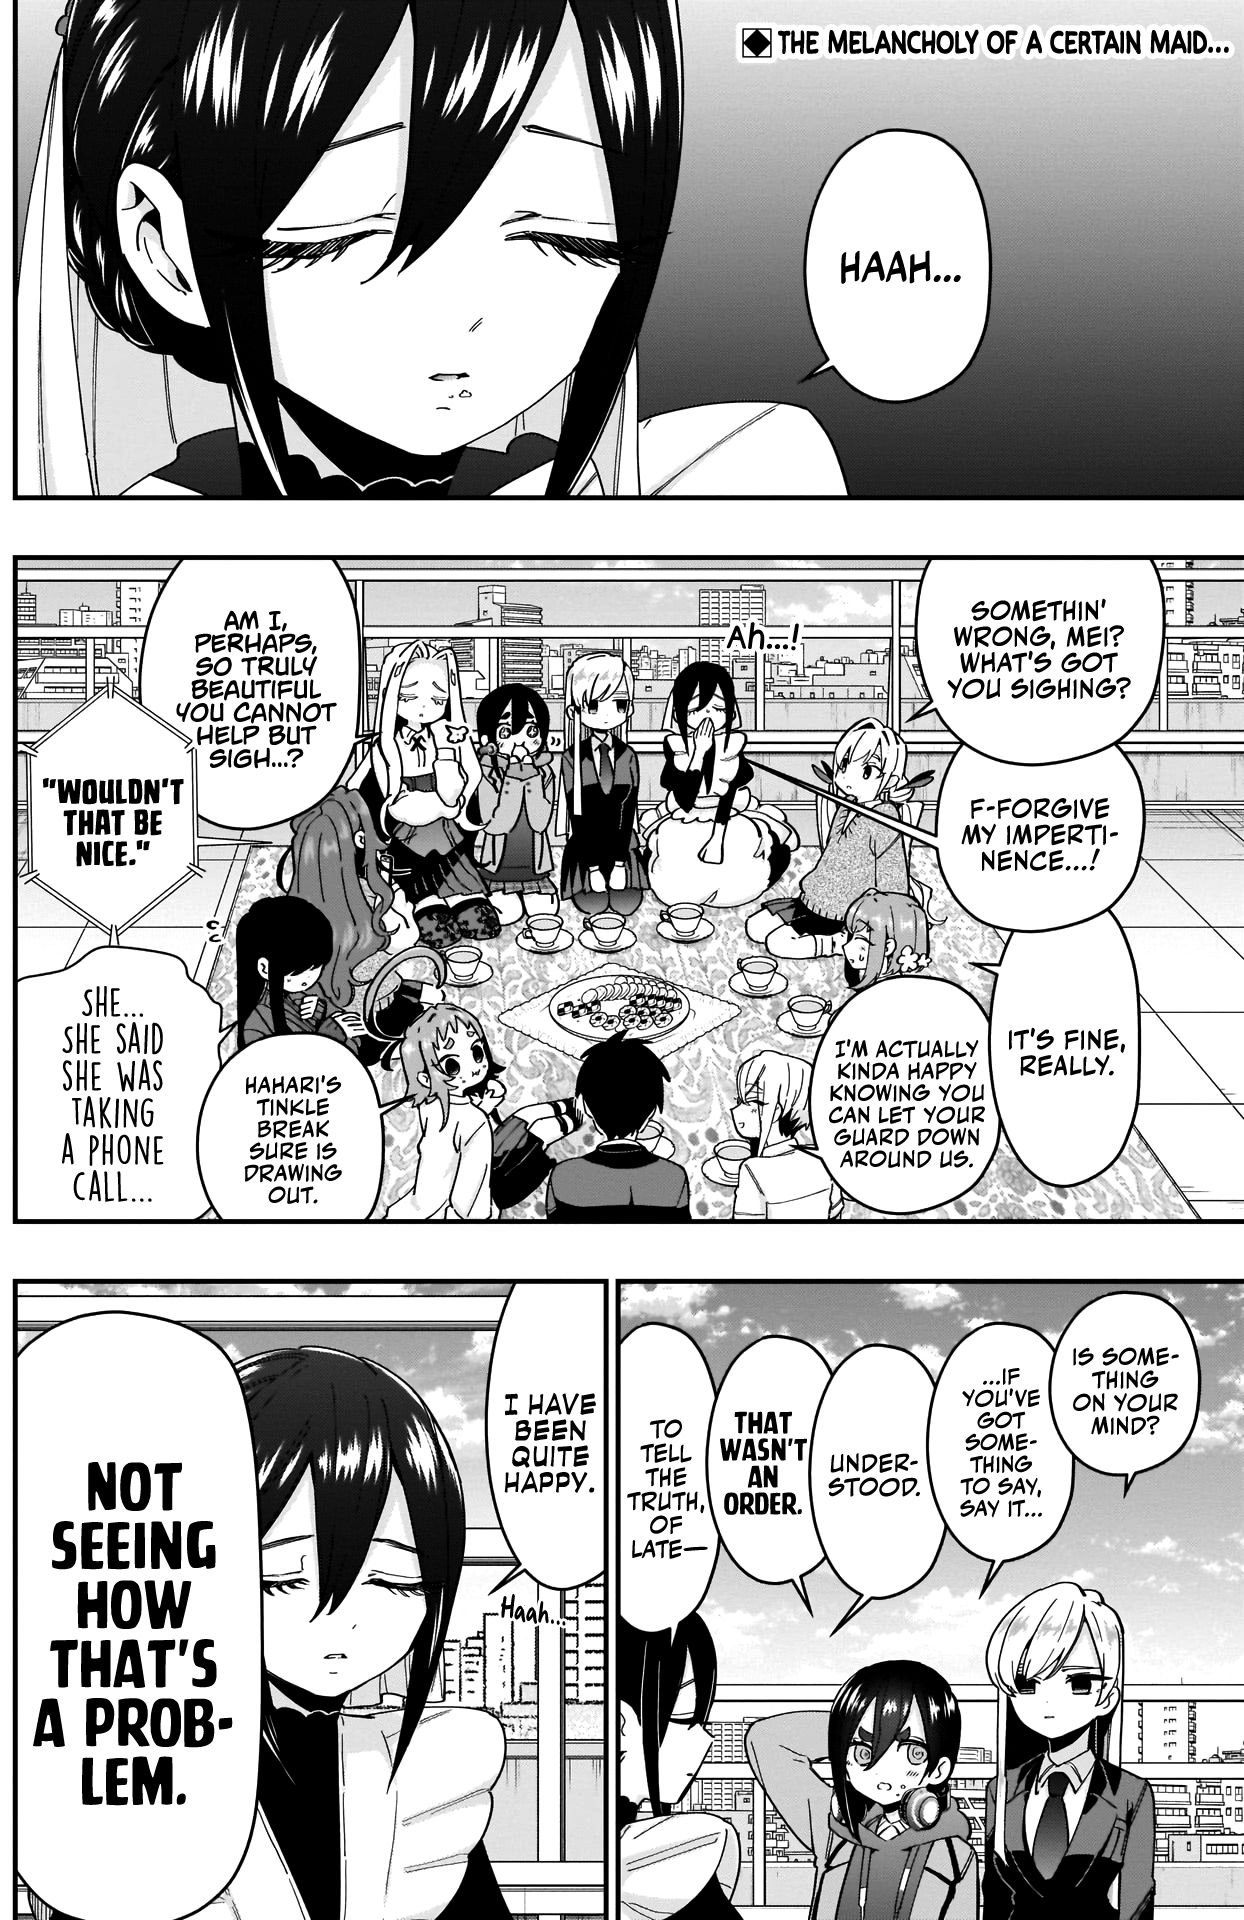 THE MELANCHOLY OF A CERTAIN MAID...
HAAH...
SOMETHIN'
WRONG, MEI?
WHAT'S GOT
YOU SIGHING?
Ah...!
F-FORGIVE
MY IMPERTI-
NENCE...!
IT'S FINE,
REALLY.
I'M ACTUALLY
KINDA HAPPY
KNOWING YOU
CAN LET YOUR
GUARD DOWN
AROUND US.
AM I,
PERHAPS,
SO TRULY
BEAUTIFUL
YOU CANNOT
HELP BUT
SIGH...?
"WOULDN'T
THAT BE
NICE."
HAHARI'S
TINKLE
BREAK
SURE IS
DRAWING
OUT.
SHE...
SHE SAID
SHE WAS
TAKING
A PHONE
CALL...
IS SOME-
THING
ON YOUR
MIND?
...IF
YOU'VE
GOT
SOME-
THING
TO SAY,
SAY IT...
UNDER-
STOOD.
THAT
WASN'T
AN
ORDER.
TO
TELL
THE
TRUTH,
OF
LATE—
I HAVE
BEEN
QUITE
HAPPY.
Haah...
NOT
SEEING
HOW
THAT'S
A PROB-
LEM.